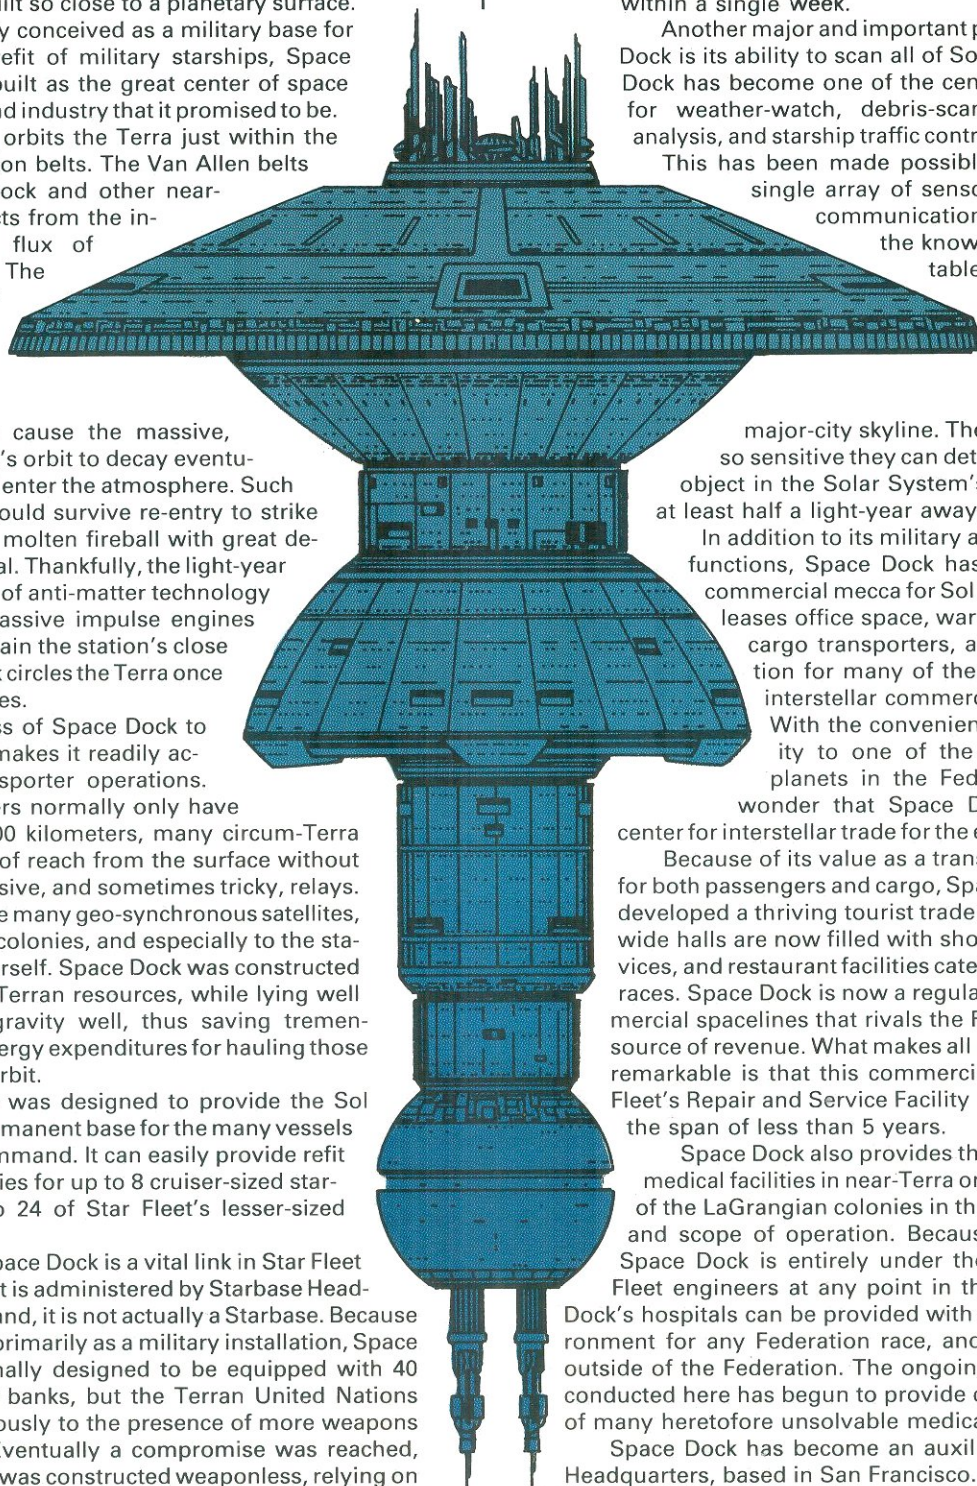 ilt so close to a planetary surface.
y conceived as a military base for
efit of military starships, Space
built as the great center of space
nd industry that it promised to be.
orbits the Terra just within the
on belts. The Van Allen belts
ock and other near-
cts from the in-
flux of
The
cause the massive,
's orbit to decay eventu-
enter the atmosphere. Such
ould survive re-entry to strike
molten fireball with great de-
al. Thankfully, the light-year
of anti-matter technology
assive impulse engines
ain the station's close
k circles the Terra once
es.
ss of Space Dock to
makes it readily ac-
sporter operations.
ers normally only have
00 kilometers, many circum-Terra
of reach from the surface without
sive, and sometimes tricky, relays.
e many geo-synchronous satellites,
colonies, and especially to the sta-
rself. Space Dock was constructed
Terran resources, while lying well
gravity well, thus saving tremen-
ergy expenditures for hauling those
rbit.
was designed to provide the Sol
manent base for the many vessels
mmand. It can easily provide refit
ies for up to 8 cruiser-sized star-
o 24 of Star Fleet's lesser-sized
pace Dock is a vital link in Star Fleet
t is administered by Starbase Head-
and, it is not actually a Starbase. Because
primarily as a military installation, Space
nally designed to be equipped with 40
banks, but the Terran United Nations
ously to the presence of more weapons
Eventually a compromise was reached,
was constructed weaponless, relying on
within a single week.
Another major and important p
Dock is its ability to scan all of So
Dock has become one of the cen
for weather-watch, debris-scar
analysis, and starship traffic contr
This has been made possibl
single array of senso
communication
the know
table
major-city skyline. The
so sensitive they can det
object in the Solar System's
at least half a light-year away
In addition to its military a
functions, Space Dock has
commercial mecca for Sol
leases office space, war
cargo transporters, a
tion for many of the
interstellar commerc
With the convenien
ity to one of the
planets in the Fed
wonder that Space D
center for interstellar trade for the e
Because of its value as a trans
for both passengers and cargo, Spa
developed a thriving tourist trade
wide halls are now filled with sho
vices, and restaurant facilities cate
races. Space Dock is now a regula
mercial spacelines that rivals the F
source of revenue. What makes all
remarkable is that this commerci
Fleet's Repair and Service Facility
the span of less than 5 years.
Space Dock also provides th
medical facilities in near-Terra or
of the LaGrangian colonies in th
and scope of operation. Becaus
Space Dock is entirely under the
Fleet engineers at any point in th
Dock's hospitals can be provided with
ronment for any Federation race, and
outside of the Federation. The ongoin
conducted here has begun to provide c
of many heretofore unsolvable medica
Space Dock has become an auxil
Headquarters, based in San Francisco.